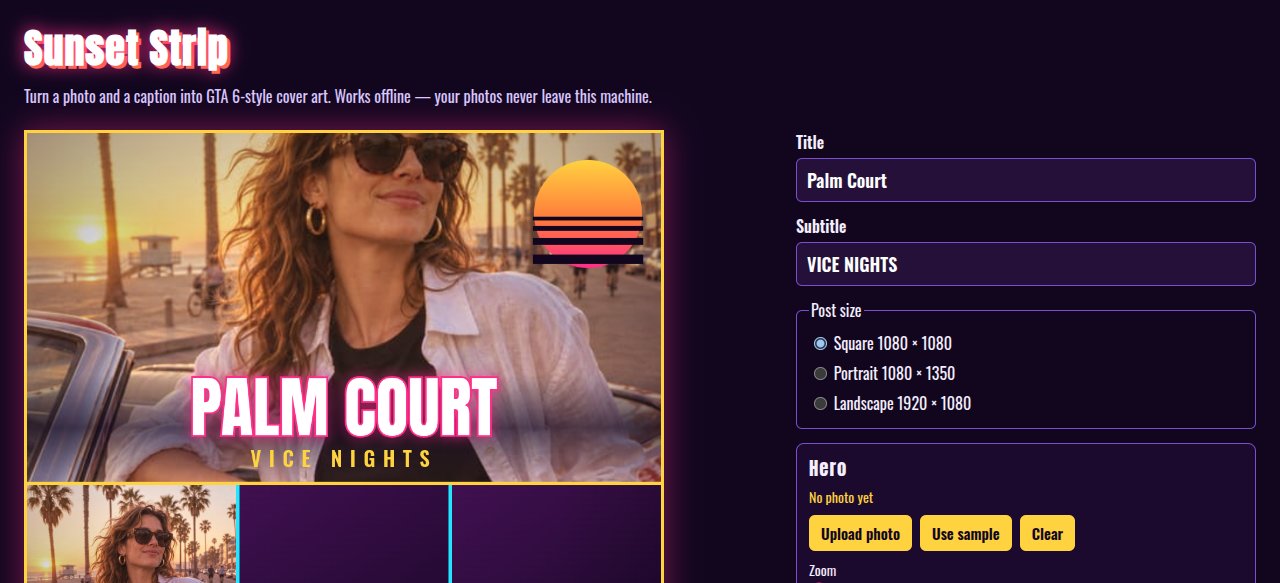 Sunset Strip
Turn a photo and a caption into GTA 6-style cover art. Works offline — your photos never leave this machine.
PALM COURT
VICE NIGHTS
Title
Palm Court
Subtitle
VICE NIGHTS
Post size
Square 1080 × 1080
Portrait 1080 × 1350
Landscape 1920 × 1080
Hero
No photo yet
Upload photo
Use sample
Clear
Zoom